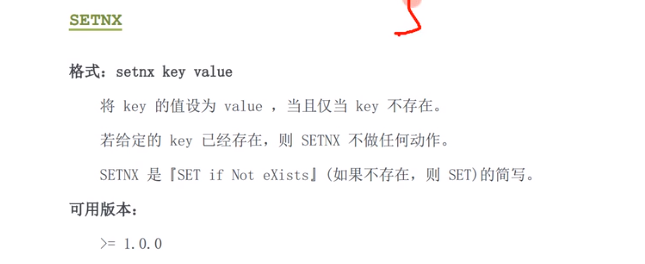 SETNX
格式：setnx key value
将 key 的值设为 value ，当且仅当 key 不存在。
若给定的 key 已经存在，则 SETNX 不做任何动作。
SETNX 是『SET if Not eXists』(如果不存在，则 SET)的简写。
可用版本：
>= 1.0.0